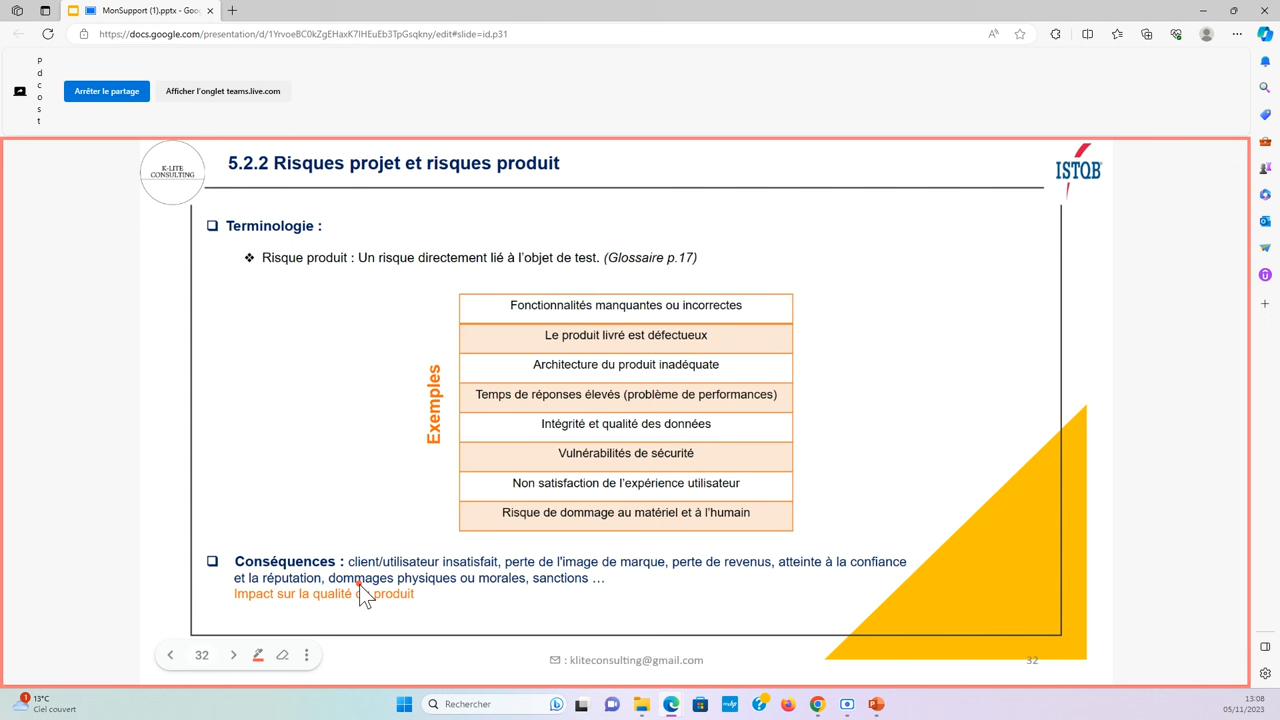 MonSupport (1).pptx - Goo
https://docs.google.com/presentation/d/1YrvoeBC0kZgEHaxK7IHEuEb3TpGsqkny/edit#slide=id.p31
P
d
c
o
s
t
Arrêter le partage
Afficher l'onglet teams.live.com
K-LITE
CONSULTING
5.2.2 Risques projet et risques produit
ISTQB
Terminologie :
Risque produit : Un risque directement lié à l'objet de test. (Glossaire p.17)
Exemples
Fonctionnalités manquantes ou incorrectes
Le produit livré est défectueux
Architecture du produit inadéquate
Temps de réponses élevés (problème de performances)
Intégrité et qualité des données
Vulnérabilités de sécurité
Non satisfaction de l'expérience utilisateur
Risque de dommage au matériel et à l'humain
Conséquences : client/utilisateur insatisfait, perte de l'image de marque, perte de revenus, atteinte à la confiance
et la réputation, dommages physiques ou morales, sanctions …
Impact sur la qualité produit
32
: kliteconsulting@gmail.com
32
1
13°C
Ciel couvert
Rechercher
13:08
05/11/2023